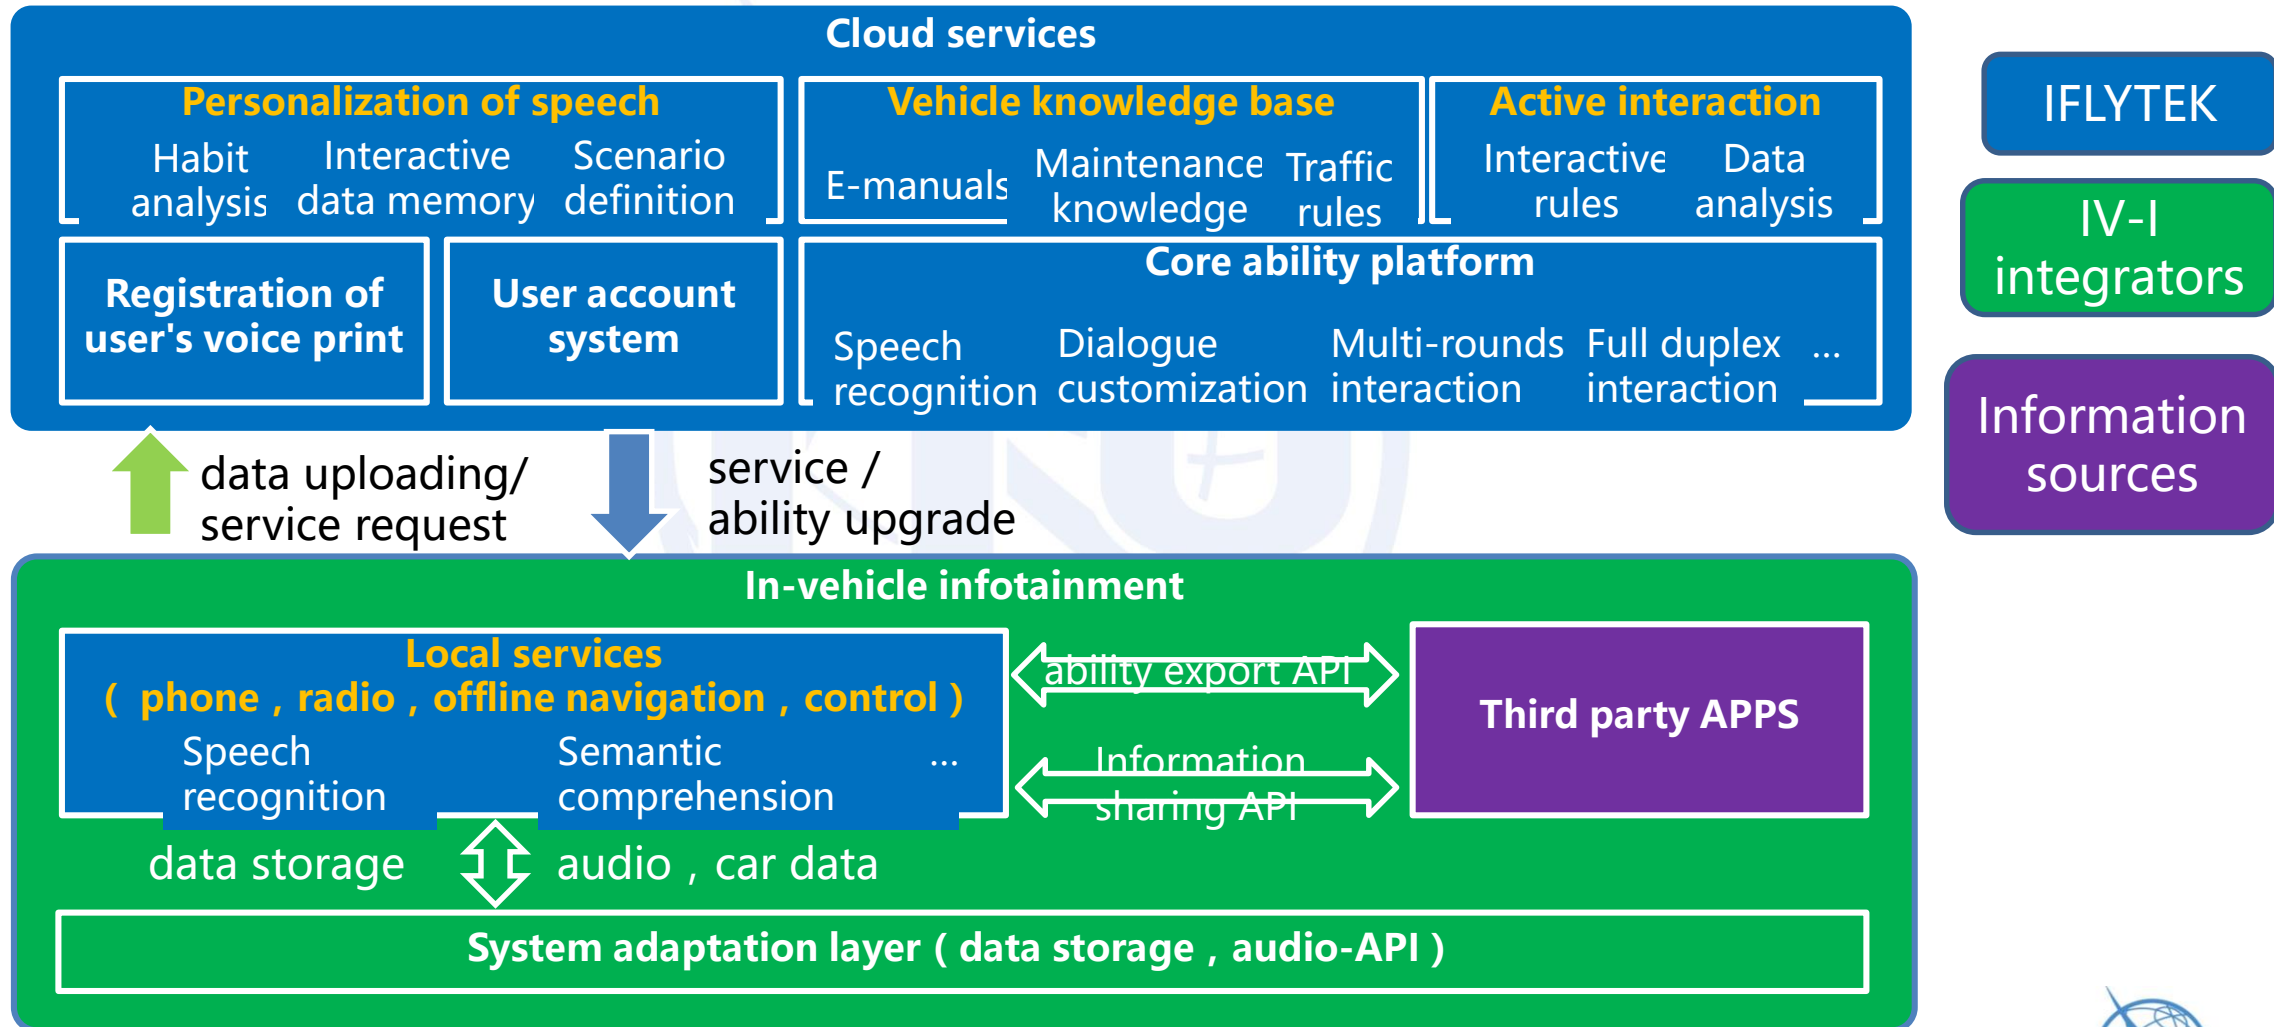 Cloud services
Personalization of speech
Habit
analysis
Interactive
data memory
Scenario
definition
Vehicle knowledge base
E-manuals
Maintenance
knowledge
Traffic
rules
Active interaction
Interactive
rules
Data
analysis
Registration of
user's voice print
User account
system
Core ability platform
Speech
recognition
Dialogue
customization
Multi-rounds
interaction
Full duplex
interaction
...
data uploading/
service request
service /
ability upgrade
In-vehicle infotainment
Local services
( phone , radio , offline navigation , control )
Speech
recognition
Semantic
comprehension
...
ability export API
Information
sharing API
Third party APPS
data storage
audio , car data
System adaptation layer ( data storage , audio-API )
IFLYTEK
IV-I
integrators
Information
sources